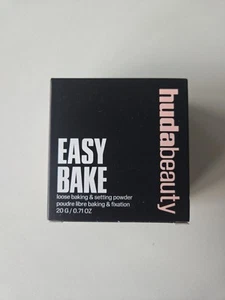 EASY
BAKE
loose baking & setting powder
poudre libre baking & fixation
20 G / 0.71 OZ
hudabeauty